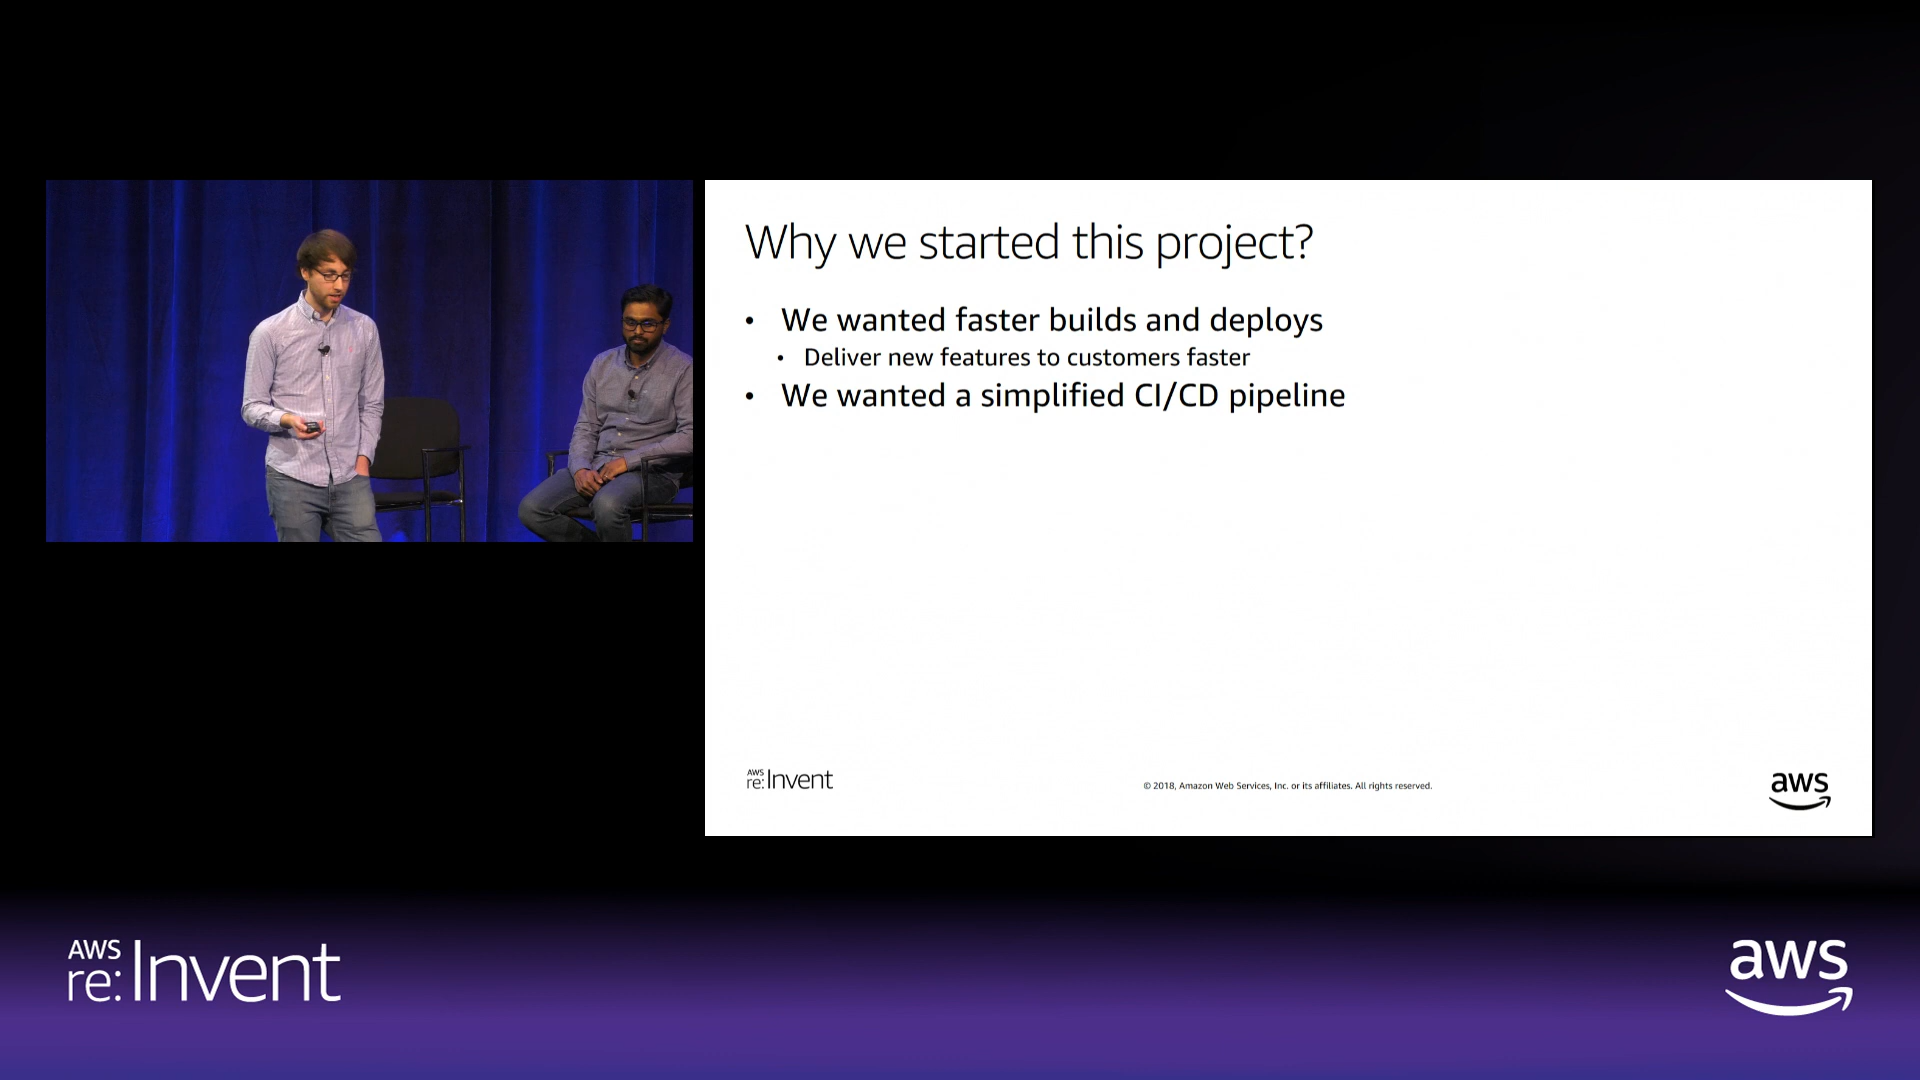 Why we started this project?
• We wanted faster builds and deploys
• Deliver new features to customers faster
• We wanted a simplified CI/CD pipeline
AWS re:Invent
© 2018, Amazon Web Services, Inc. or its affiliates. All rights reserved.
aws
AWS re:Invent
aws